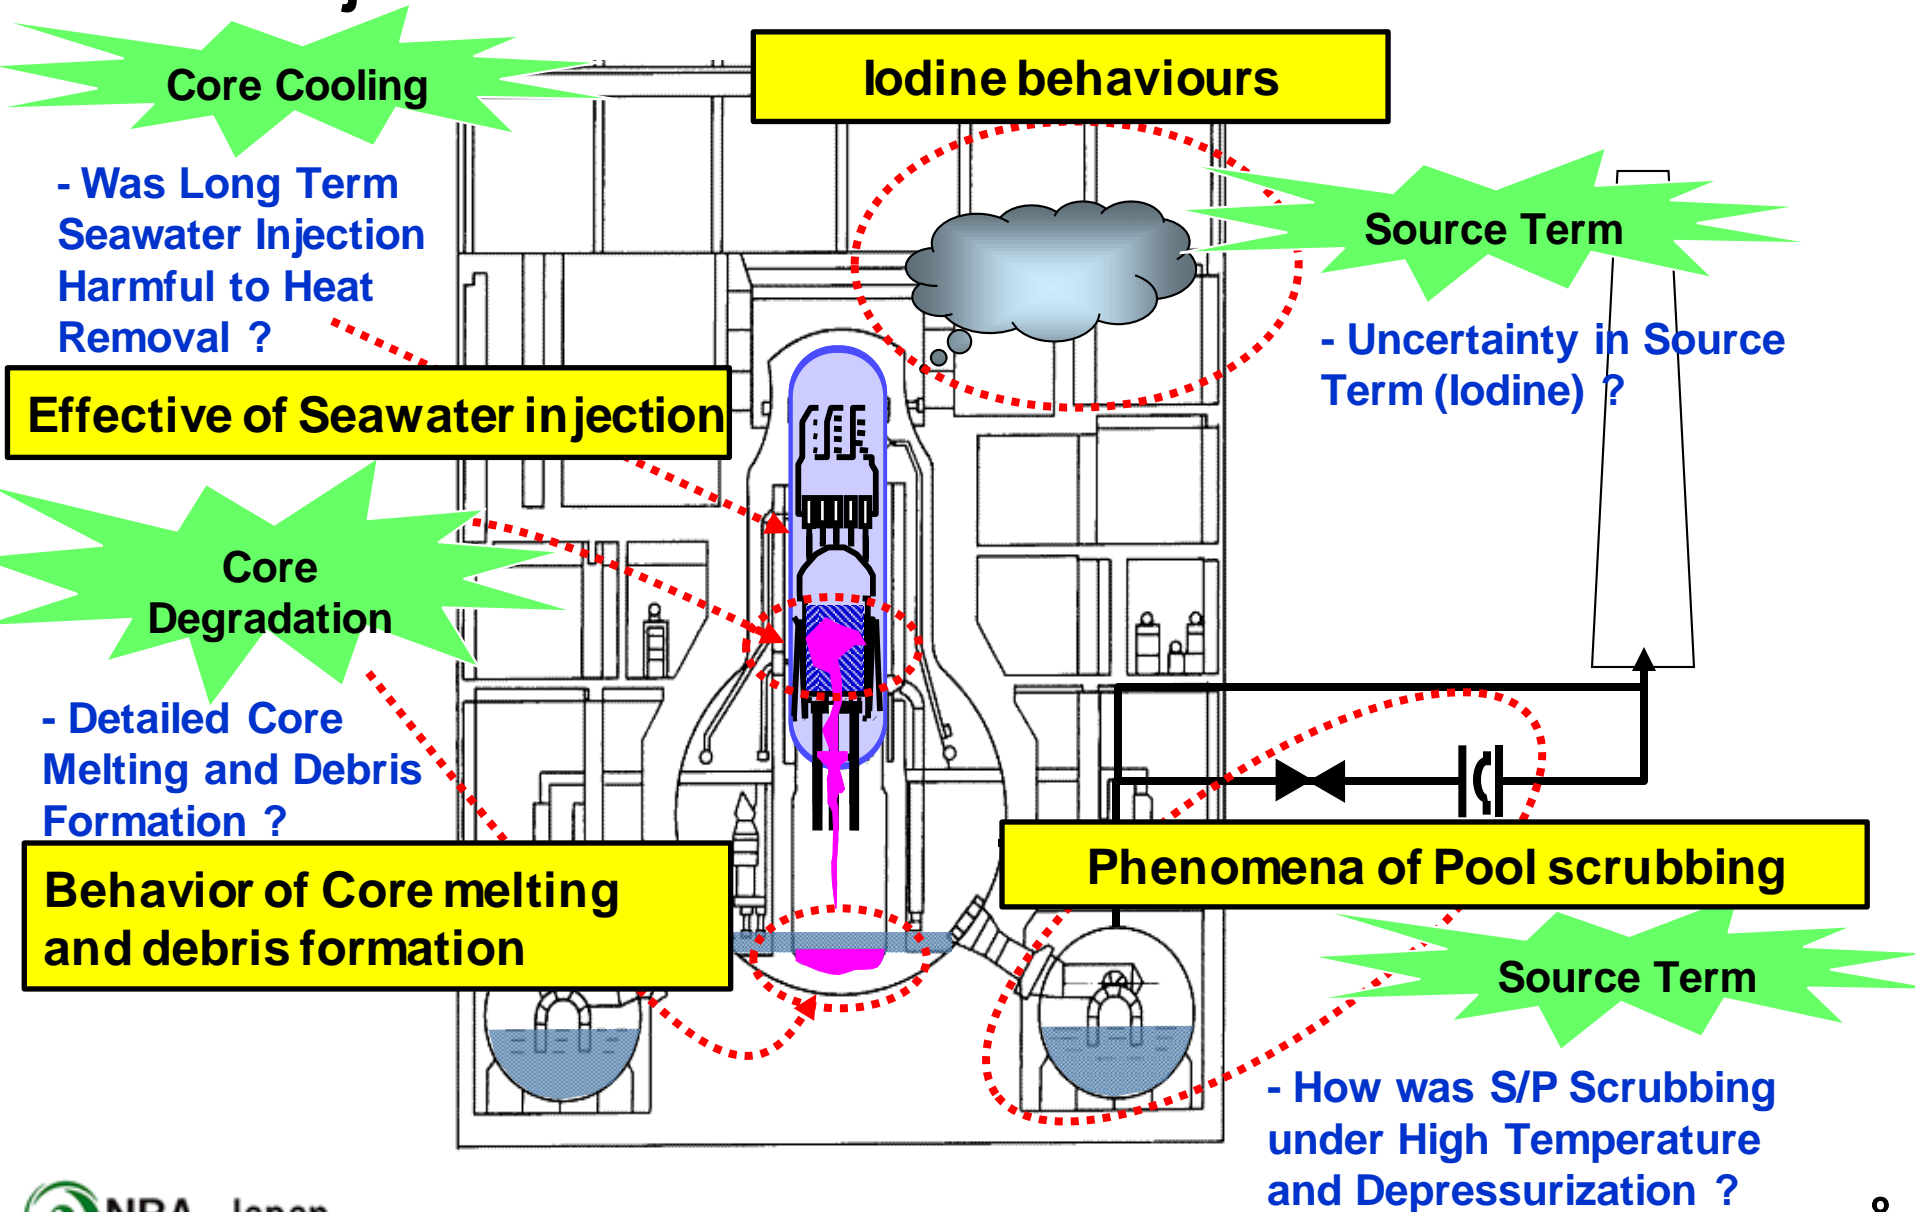 Core Cooling
Iodine behaviours
- Was Long Term
Seawater Injection
Harmful to Heat
Removal ?
Source Term
- Uncertainty in Source
Term (Iodine) ?
Effective of Seawater injection
Core
Degradation
- Detailed Core
Melting and Debris
Formation ?
Behavior of Core melting
and debris formation
Phenomena of Pool scrubbing
Source Term
- How was S/P Scrubbing
under High Temperature
and Depressurization ?
NRA Japan